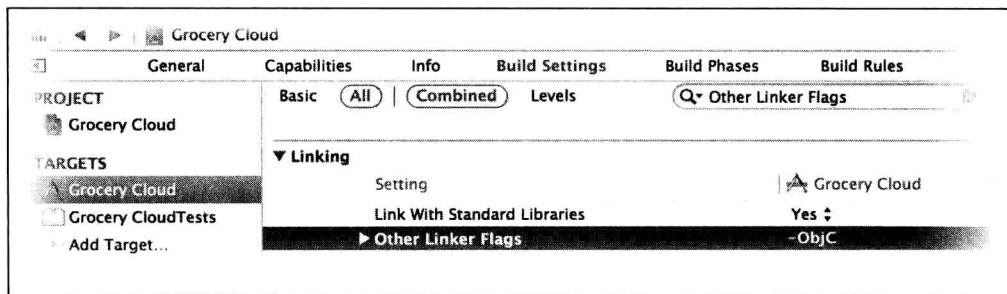 Grocery Cloud
General Capabilities Info Build Settings Build Phases Build Rules
PROJECT
Grocery Cloud
TARGETS
Grocery Cloud
Grocery CloudTests
Add Target...
Basic All | Combined Levels Other Linker Flags
Linking
Setting Grocery Cloud
Link With Standard Libraries Yes
Other Linker Flags -ObjC